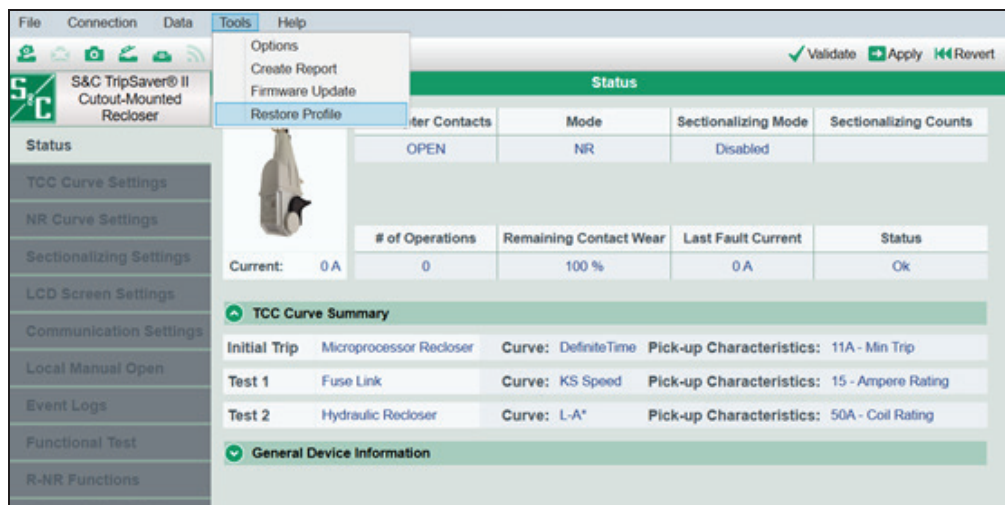 File Connection Data Tools Help
Options
Create Report
Firmware Update
Restore Profile
Validate Apply Revert
S&C
S&C TripSaver® II
Cutout-Mounted
Recloser
Status
Status
TCC Curve Settings
NR Curve Settings
Sectionalizing Settings
LCD Screen Settings
Communication Settings
Local Manual Open
Event Logs
Functional Test
R-NR Functions
Contacts Mode Sectionalizing Mode Sectionalizing Counts
OPEN NR Disabled
# of Operations Remaining Contact Wear Last Fault Current Status
Current: 0 A 0 100 % 0 A Ok
TCC Curve Summary
Initial Trip Microprocessor Recloser Curve: DefiniteTime Pick-up Characteristics: 11A - Min Trip
Test 1 Fuse Link Curve: KS Speed Pick-up Characteristics: 15 - Ampere Rating
Test 2 Hydraulic Recloser Curve: L-A* Pick-up Characteristics: 50A - Coil Rating
General Device Information